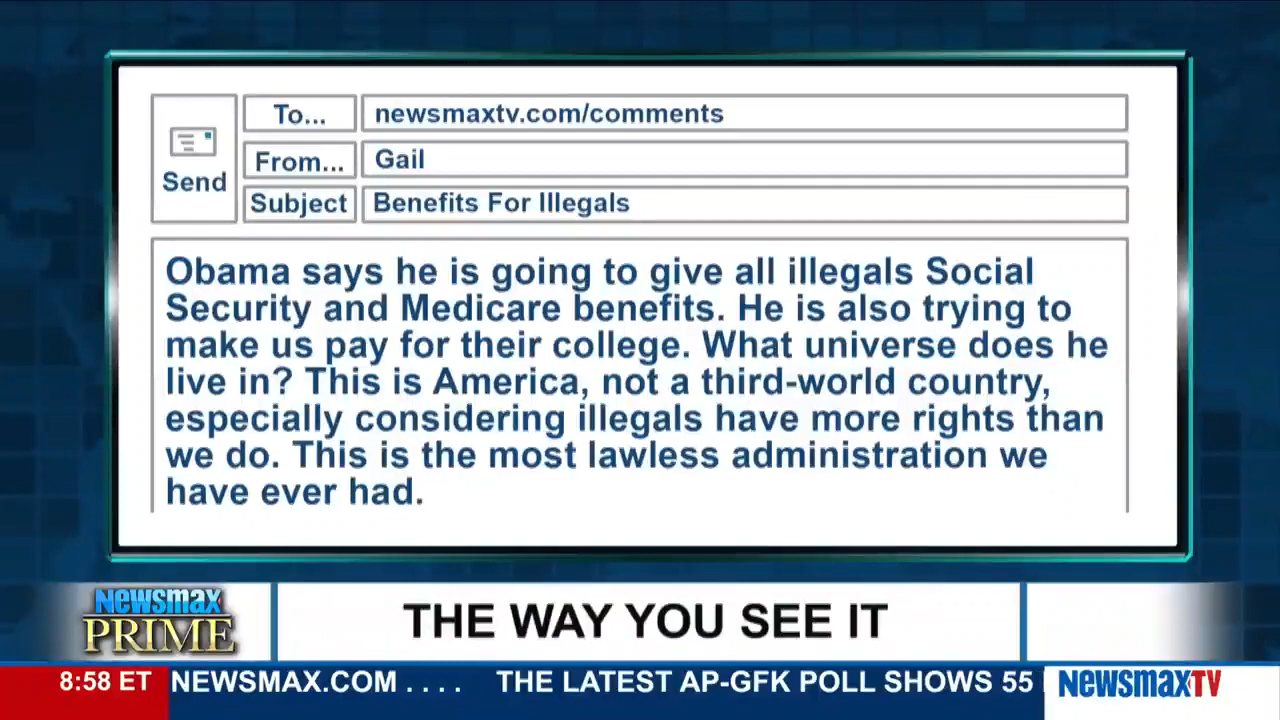 To...
newsmaxtv.com/comments
Send
From...
Gail
Subject
Benefits For Illegals
Obama says he is going to give all illegals Social
Security and Medicare benefits. He is also trying to
make us pay for their college. What universe does he
live in? This is America, not a third-world country,
especially considering illegals have more rights than
we do. This is the most lawless administration we
have ever had.
Newsmax
PRIME
THE WAY YOU SEE IT
8:58 ET
NEWSMAX.COM . . . . THE LATEST AP-GFK POLL SHOWS 55
NewsmaxTV